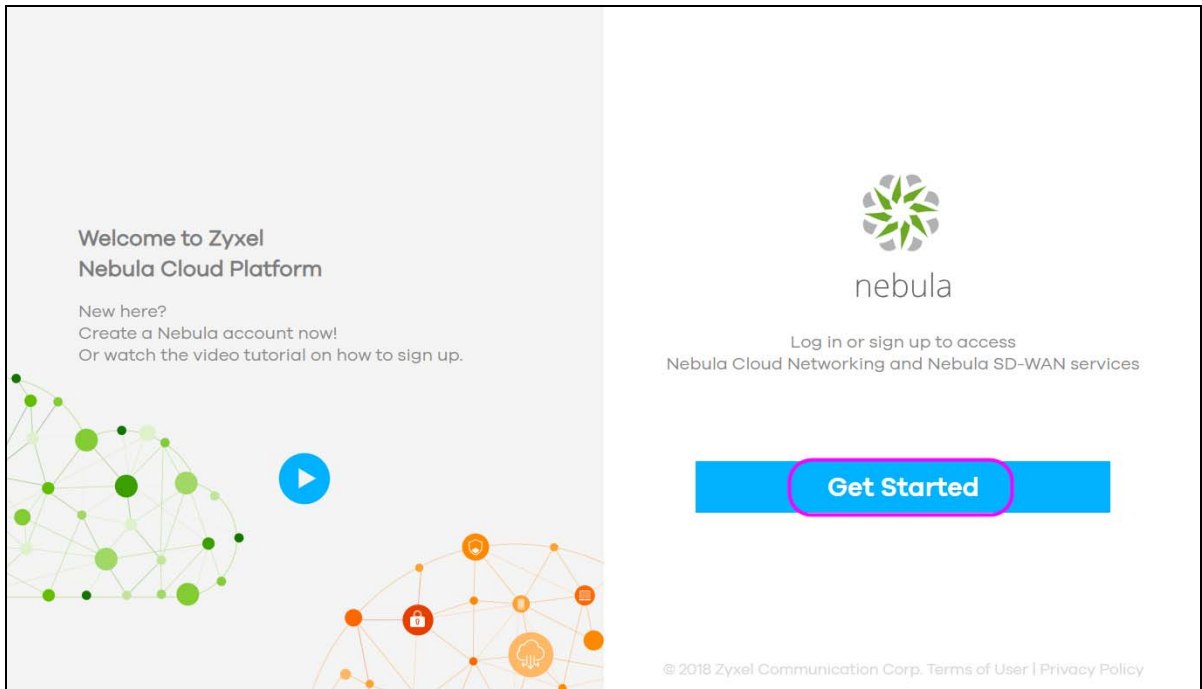 Welcome to Zyxel
Nebula Cloud Platform
New here?
Create a Nebula account now!
Or watch the video tutorial on how to sign up.
nebula
Log in or sign up to access
Nebula Cloud Networking and Nebula SD-WAN services
Get Started
© 2018 Zyxel Communication Corp. Terms of User | Privacy Policy